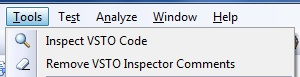 Tools Test Analyze Window Help
Inspect VSTO Code
Remove VSTO Inspector Comments